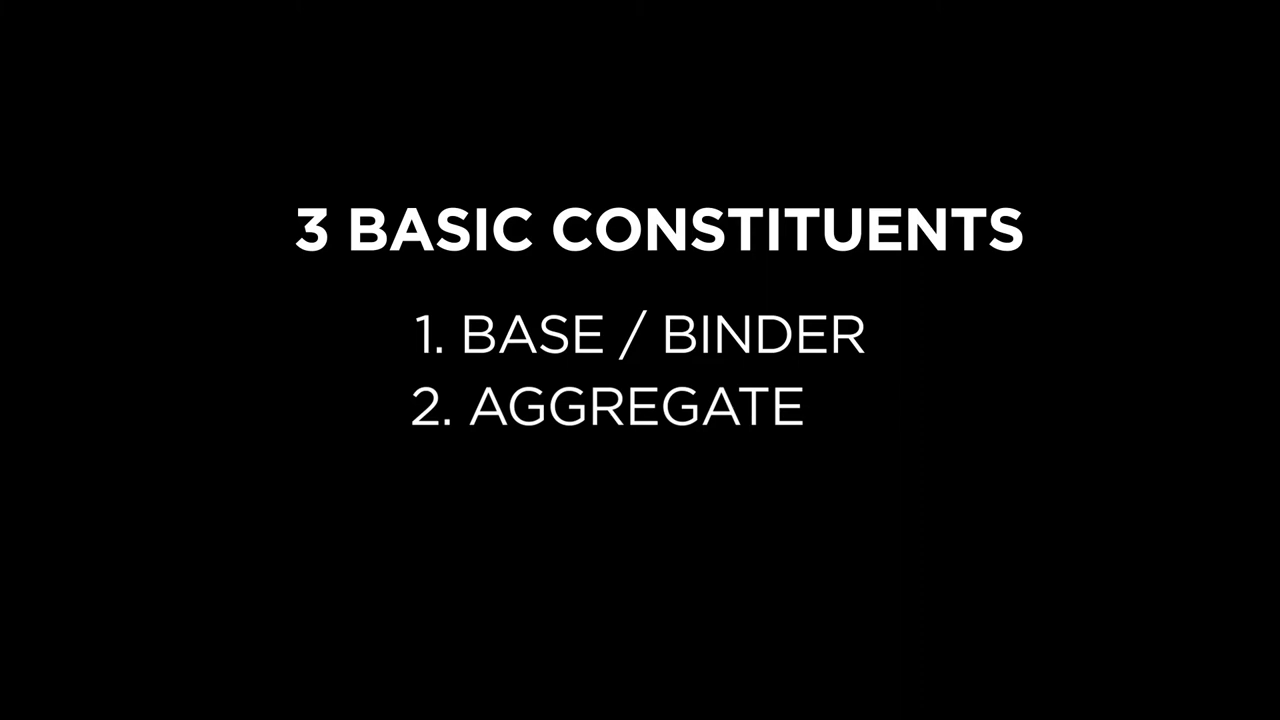 3 BASIC CONSTITUENTS
1. BASE / BINDER
2. AGGREGATE